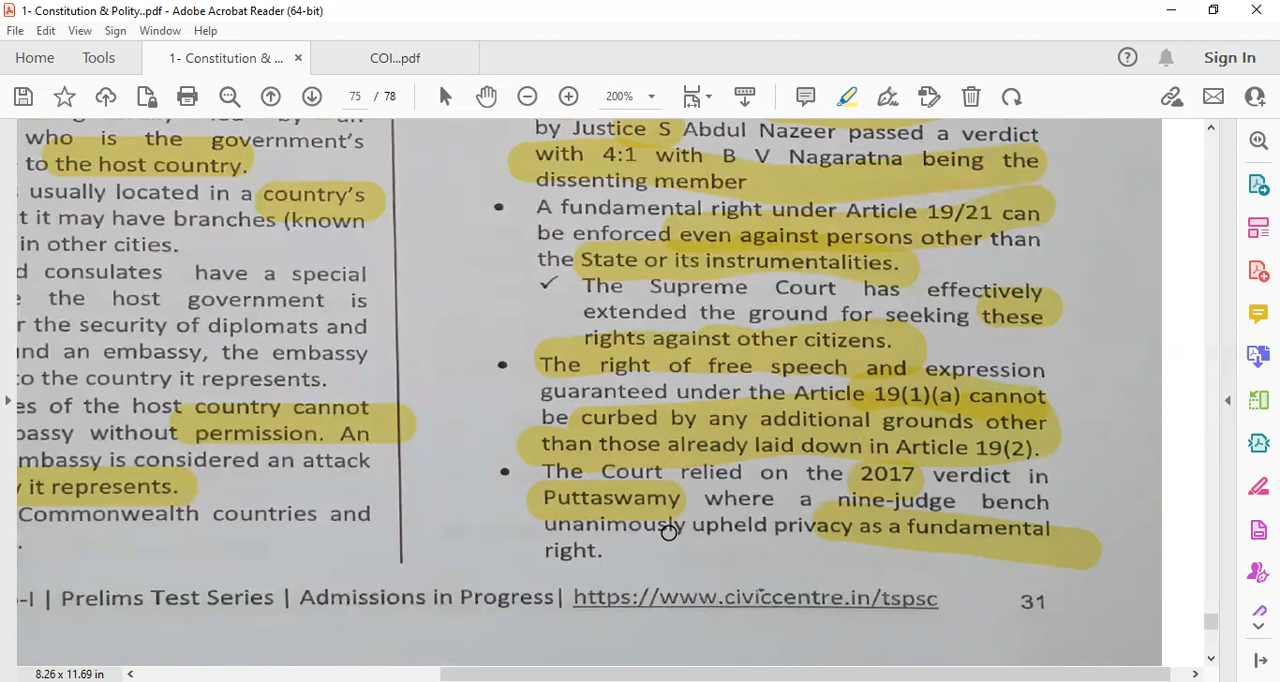 1- Constitution & Polity..pdf - Adobe Acrobat Reader (64-bit)
File Edit View Sign Window Help
Home Tools 1- Constitution & ... × COI...pdf Sign In
75 / 78 200%
who is the government's
to the host country.
usually located in a country's
t it may have branches (known
in other cities.
d consulates have a special
the host government is
r the security of diplomats and
nd an embassy, the embassy
to the country it represents.
es of the host country cannot
bassy without permission. An
mbassy is considered an attack
it represents.
Commonwealth countries and
by Justice S Abdul Nazeer passed a verdict
with 4:1 with B V Nagaratna being the
dissenting member
• A fundamental right under Article 19/21 can
be enforced even against persons other than
the State or its instrumentalities.
✓ The Supreme Court has effectively
extended the ground for seeking these
rights against other citizens.
• The right of free speech and expression
guaranteed under the Article 19(1)(a) cannot
be curbed by any additional grounds other
than those already laid down in Article 19(2).
• The Court relied on the 2017 verdict in
Puttaswamy where a nine-judge bench
unanimously upheld privacy as a fundamental
right.
-I | Prelims Test Series | Admissions in Progress| https://www.civiccentre.in/tspsc 31
8.26 x 11.69 in